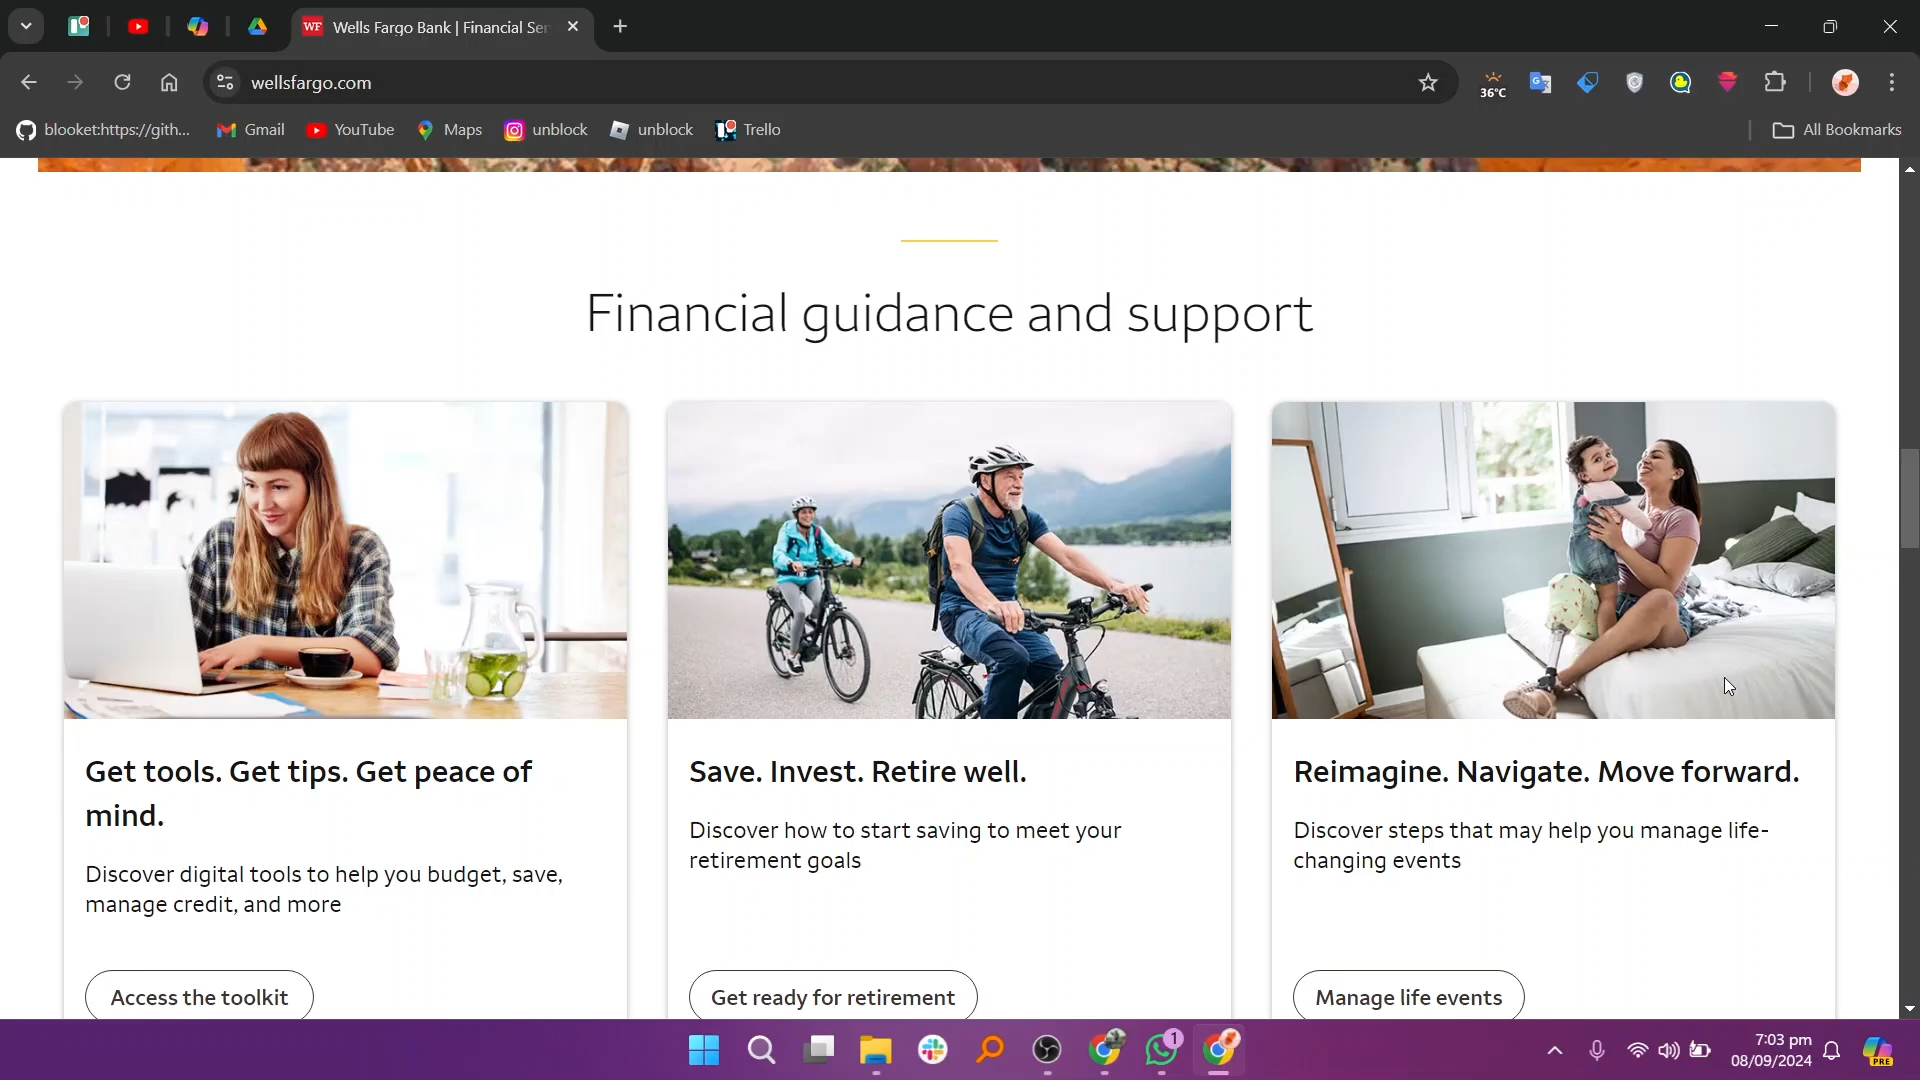 WF Wells Fargo Bank | Financial Ser
wellsfargo.com
36°C
blooket:https://gith...
Gmail
YouTube
Maps
unblock
unblock
Trello
All Bookmarks
Financial guidance and support
Get tools. Get tips. Get peace of
mind.
Discover digital tools to help you budget, save,
manage credit, and more
Access the toolkit
Save. Invest. Retire well.
Discover how to start saving to meet your
retirement goals
Get ready for retirement
Reimagine. Navigate. Move forward.
Discover steps that may help you manage life-
changing events
Manage life events
1
7:03 pm
08/09/2024
PRE